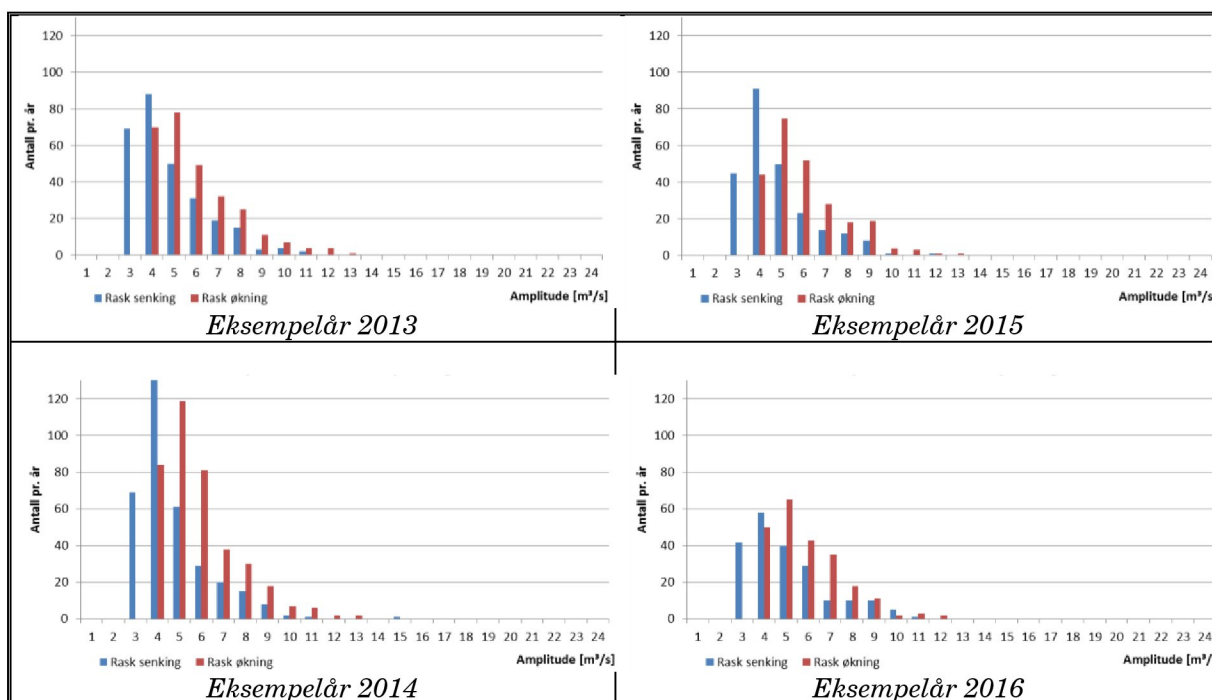 120
100
80
60
40
20
0
Antall pr. år
1 2 3 4 5 6 7 8 9 10 11 12 13 14 15 16 17 18 19 20 21 22 23 24
Rask senking Rask økning Amplitude [m³/s]
Eksempelår 2013
120
100
80
60
40
20
0
Antall pr. år
1 2 3 4 5 6 7 8 9 10 11 12 13 14 15 16 17 18 19 20 21 22 23 24
Rask senking Rask økning Amplitude [m³/s
Eksempelår 2015
120
100
80
60
40
20
0
Antall pr. år
1 2 3 4 5 6 7 8 9 10 11 12 13 14 15 16 17 18 19 20 21 22 23 24
Rask senking Rask økning Amplitude [m³/s]
Eksempelår 2014
120
100
80
60
40
20
0
Antall pr. år
1 2 3 4 5 6 7 8 9 10 11 12 13 14 15 16 17 18 19 20 21 22 23 24
Rask senking Rask økning Amplitude [m³/
Eksempelår 2016